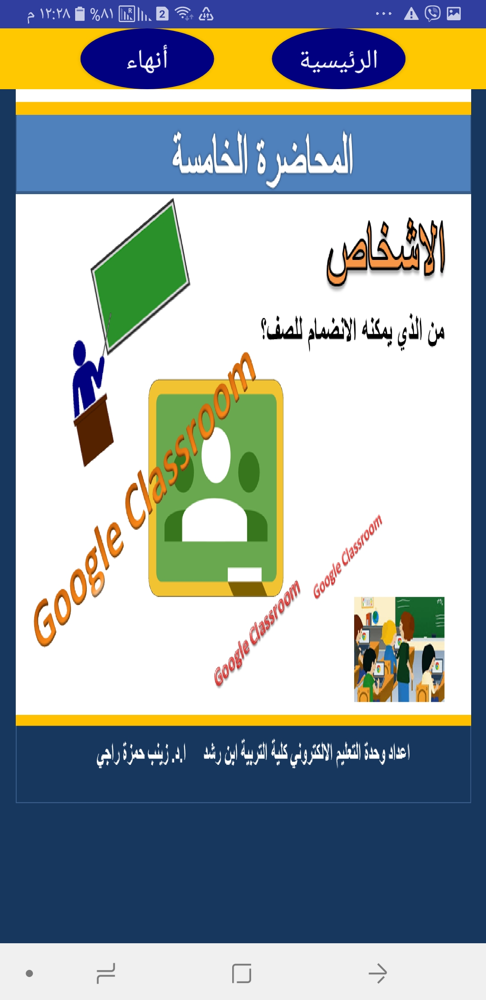 م ١٢:٢٨ %٨١ R 2
الرئيسية
أنهاء
المحاضرة الخامسة
الاشخاص
من الذي يمكنه الانضمام للصف؟
Google Classroom
Google Classroom
Google Classroom
اعداد وحدة التعليم الالكتروني كلية التربية ابن رشد ا.د. زينب حمزة راجي